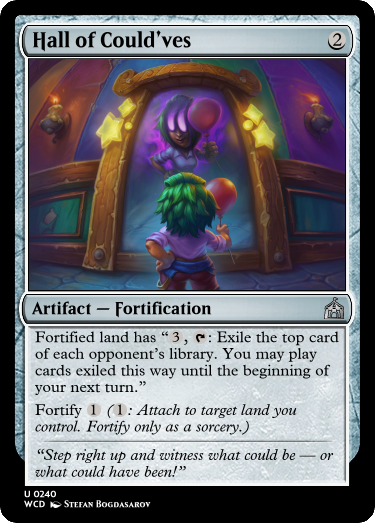 Hall of Could've 2
Artifact — Fortification
Fortified land has “3, T: Exile the top card
of each opponent's library. You may play
cards exiled this way until the beginning of
your next turn.”
Fortify 1 (1: Attach to target land you
control. Fortify only as a sorcery.)
“Step right up and witness what could be — or
what could have been!”
U 0240
WCD Stefan Bogdasarov